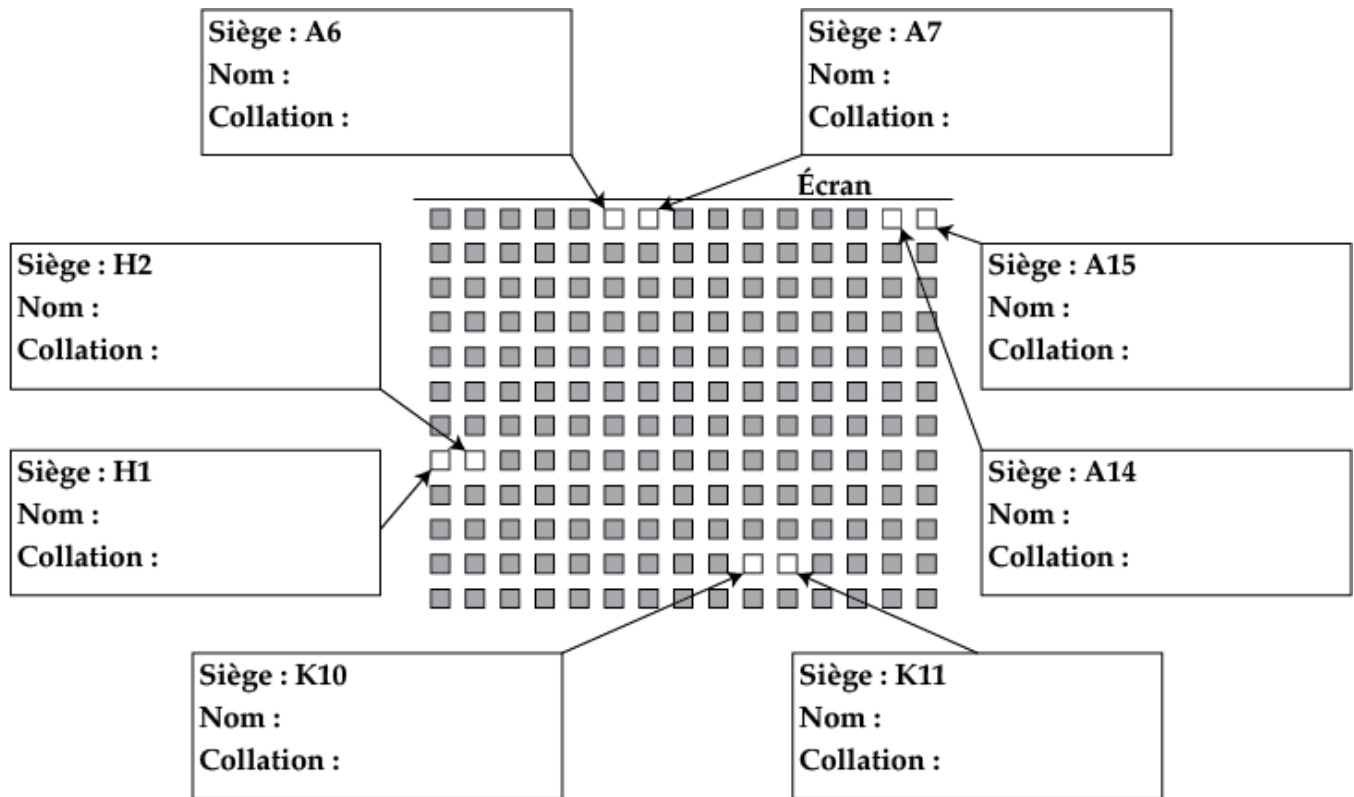 Siège : A6
Nom :
Collation :
Siège : A7
Nom :
Collation :
Écran
Siège : H2
Nom :
Collation :
Siège : A15
Nom :
Collation :
Siège : H1
Nom :
Collation :
Siège : A14
Nom :
Collation :
Siège : K10
Nom :
Collation :
Siège : K11
Nom :
Collation :